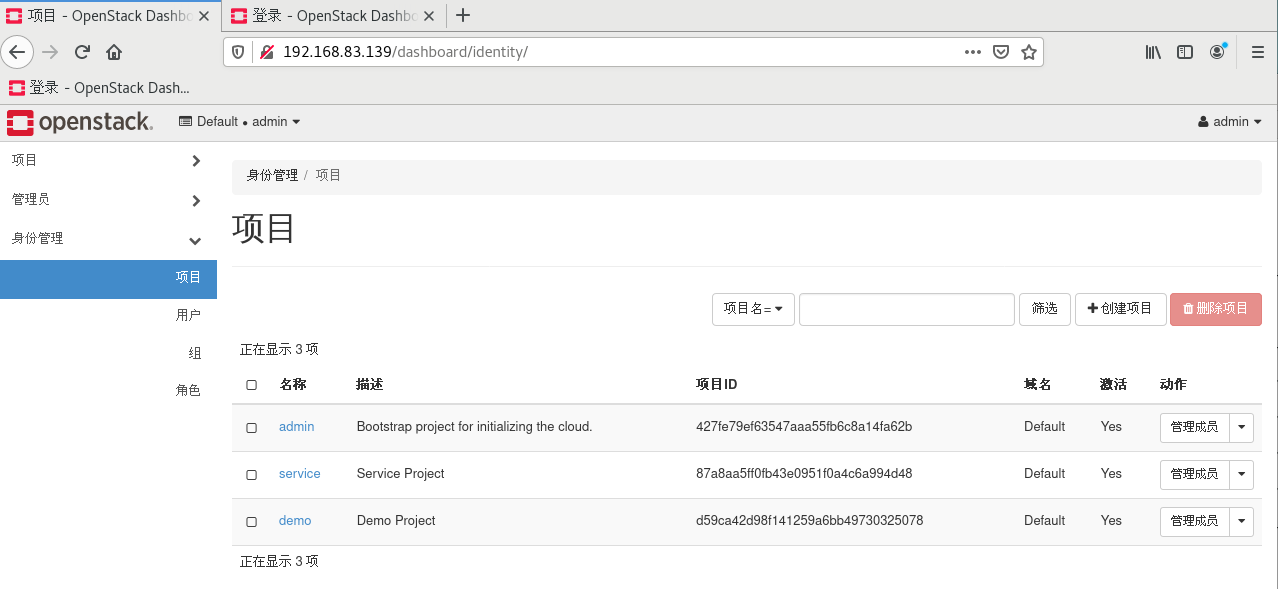 项目 - OpenStack Dashbo
登录 - OpenStack Dashbo
192.168.83.139/dashboard/identity/
登录 - OpenStack Dash...
openstack.
Default • admin
admin
项目
管理员
身份管理
项目
用户
组
角色
身份管理 / 项目
项目
项目名=
筛选
创建项目
删除项目
正在显示 3 项
名称 描述 项目ID 域名 激活 动作
admin Bootstrap project for initializing the cloud. 427fe79ef63547aaa55fb6c8a14fa62b Default Yes 管理成员
service Service Project 87a8aa5ff0fb43e0951f0a4c6a994d48 Default Yes 管理成员
demo Demo Project d59ca42d98f141259a6bb49730325078 Default Yes 管理成员
正在显示 3 项